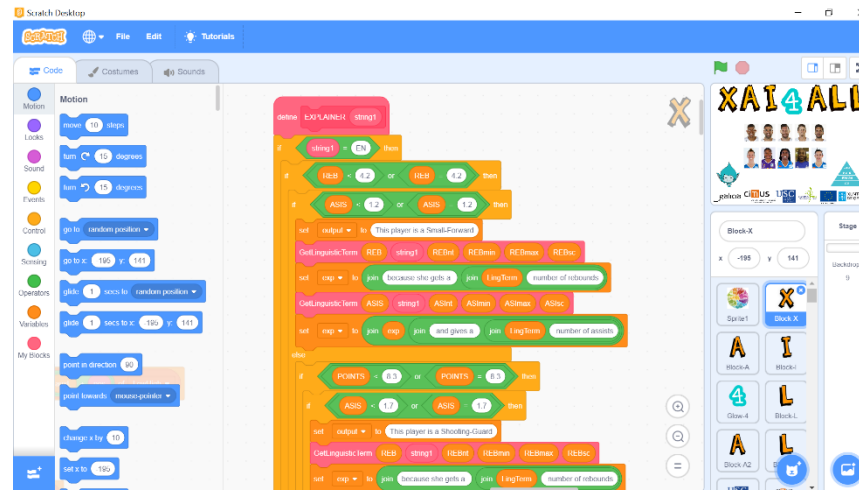 Scratch Desktop
SCRATCH File Edit Tutorials
Code Costumes Sounds
Motion
Looks
Sound
Events
Control
Sensing
Operators
Variables
My Blocks
Motion
move 10 steps
turn 15 degrees
turn 15 degrees
go to random position
go to x: -195 y: 141
glide 1 secs to random position
glide 1 secs to x: -195 y: 141
point in direction 90
point towards mouse-pointer
change x by 10
set x to -195
define EXPLAINER string1
if string1 = EN then
if REB < 4.2 or REB = 4.2 then
if ASIS < 1.2 or ASIS = 1.2 then
set output to This player is a Small-Forward
GetLinguisticTerm REB string1 REBnt REBmin REBmax REBsc
set exp to join because she gets a join LingTerm number of rebounds
GetLinguisticTerm ASIS string1 ASInt ASImin ASImax ASIsc
set exp to join exp join and gives a join LingTerm number of assists
else
if POINTS < 8.3 or POINTS = 8.3 then
if ASIS < 1.7 or ASIS = 1.7 then
set output to This player is a Shooting-Guard
GetLinguisticTerm REB string1 REBnt REBmin REBmax REBsc
set exp to join because she gets a join LingTerm number of rebounds
X
XAI4ALL
CiTIUS USC
Block-X
x -195 y 141
Sprite1
Block X
Block-A
Block-I
Glow-4
Block-L
Block A2
Stage